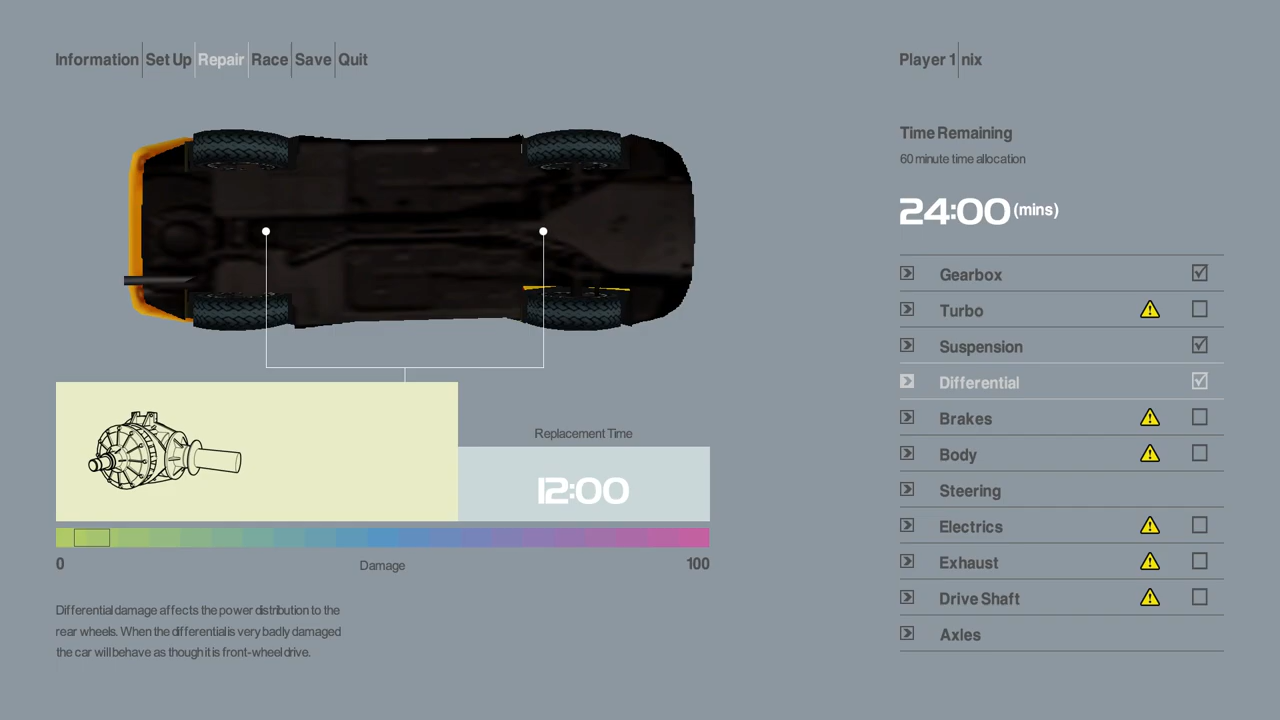 Information Set Up Repair Race Save Quit
Player 1 nix
Time Remaining
60 minute time allocation
24:00 (mins)
Gearbox
Turbo
Suspension
Differential
Brakes
Body
Steering
Electrics
Exhaust
Drive Shaft
Axles
Replacement Time
12:00
0 Damage 100
Differential damage affects the power distribution to the
rear wheels. When the differential is very badly damaged
the car will behave as though it is front-wheel drive.